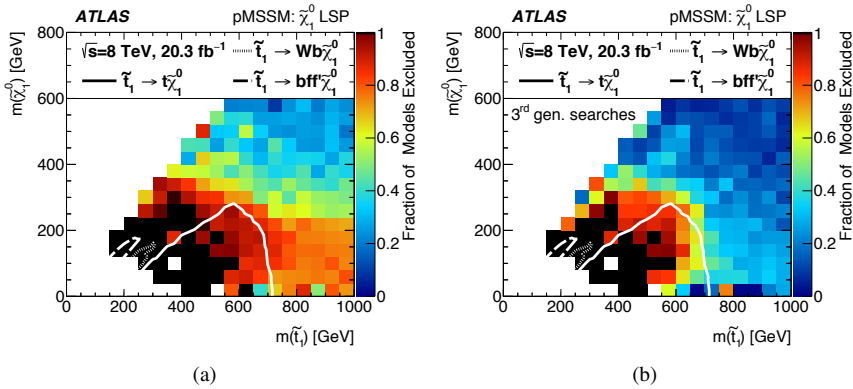 ATLAS
pMSSM: χ̃₁⁰ LSP
√s=8 TeV, 20.3 fb⁻¹
t̃₁ → Wbχ̃₁⁰
t̃₁ → tχ̃₁⁰
t̃₁ → bff'χ̃₁⁰
m(χ̃₁⁰) [GeV]
800
600
400
200
0
0 200 400 600 800 1000
m(t̃₁) [GeV]
Fraction of Models Excluded
1
0.8
0.6
0.4
0.2
0
(a)
ATLAS
pMSSM: χ̃₁⁰ LSP
√s=8 TeV, 20.3 fb⁻¹
t̃₁ → Wbχ̃₁⁰
t̃₁ → tχ̃₁⁰
t̃₁ → bff'χ̃₁⁰
3rd gen. searches
m(χ̃₁⁰) [GeV]
800
600
400
200
0
0 200 400 600 800 1000
m(t̃₁) [GeV]
Fraction of Models Excluded
1
0.8
0.6
0.4
0.2
0
(b)